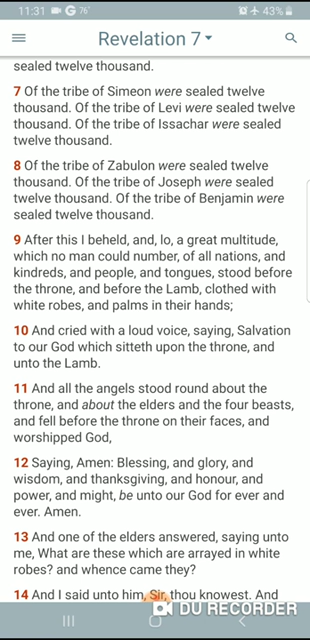 11:31 G 76° 43%
Revelation 7
sealed twelve thousand.
7 Of the tribe of Simeon were sealed twelve
thousand. Of the tribe of Levi were sealed twelve
thousand. Of the tribe of Issachar were sealed
twelve thousand.
8 Of the tribe of Zabulon were sealed twelve
thousand. Of the tribe of Joseph were sealed
twelve thousand. Of the tribe of Benjamin were
sealed twelve thousand.
9 After this I beheld, and, lo, a great multitude,
which no man could number, of all nations, and
kindreds, and people, and tongues, stood before
the throne, and before the Lamb, clothed with
white robes, and palms in their hands;
10 And cried with a loud voice, saying, Salvation
to our God which sitteth upon the throne, and
unto the Lamb.
11 And all the angels stood round about the
throne, and about the elders and the four beasts,
and fell before the throne on their faces, and
worshipped God,
12 Saying, Amen: Blessing, and glory, and
wisdom, and thanksgiving, and honour, and
power, and might, be unto our God for ever and
ever. Amen.
13 And one of the elders answered, saying unto
me, What are these which are arrayed in white
robes? and whence came they?
14 And I said unto him, Sir, thou knowest. And
DU RECORDER